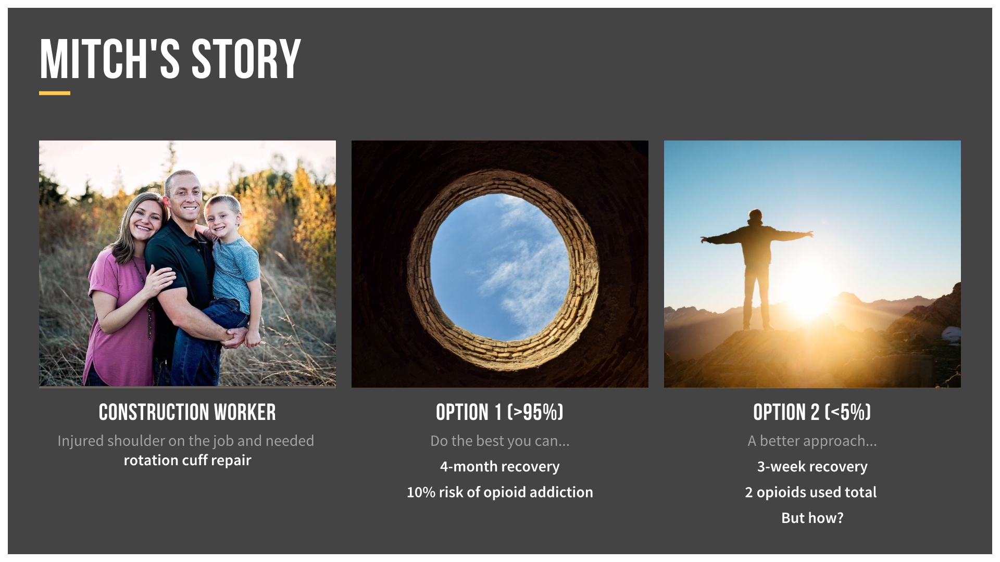 MITCH'S STORY
CONSTRUCTION WORKER
Injured shoulder on the job and needed
rotation cuff repair
OPTION 1 (>95%)
Do the best you can...
4-month recovery
10% risk of opioid addiction
OPTION 2 (<5%)
A better approach...
3-week recovery
2 opioids used total
But how?